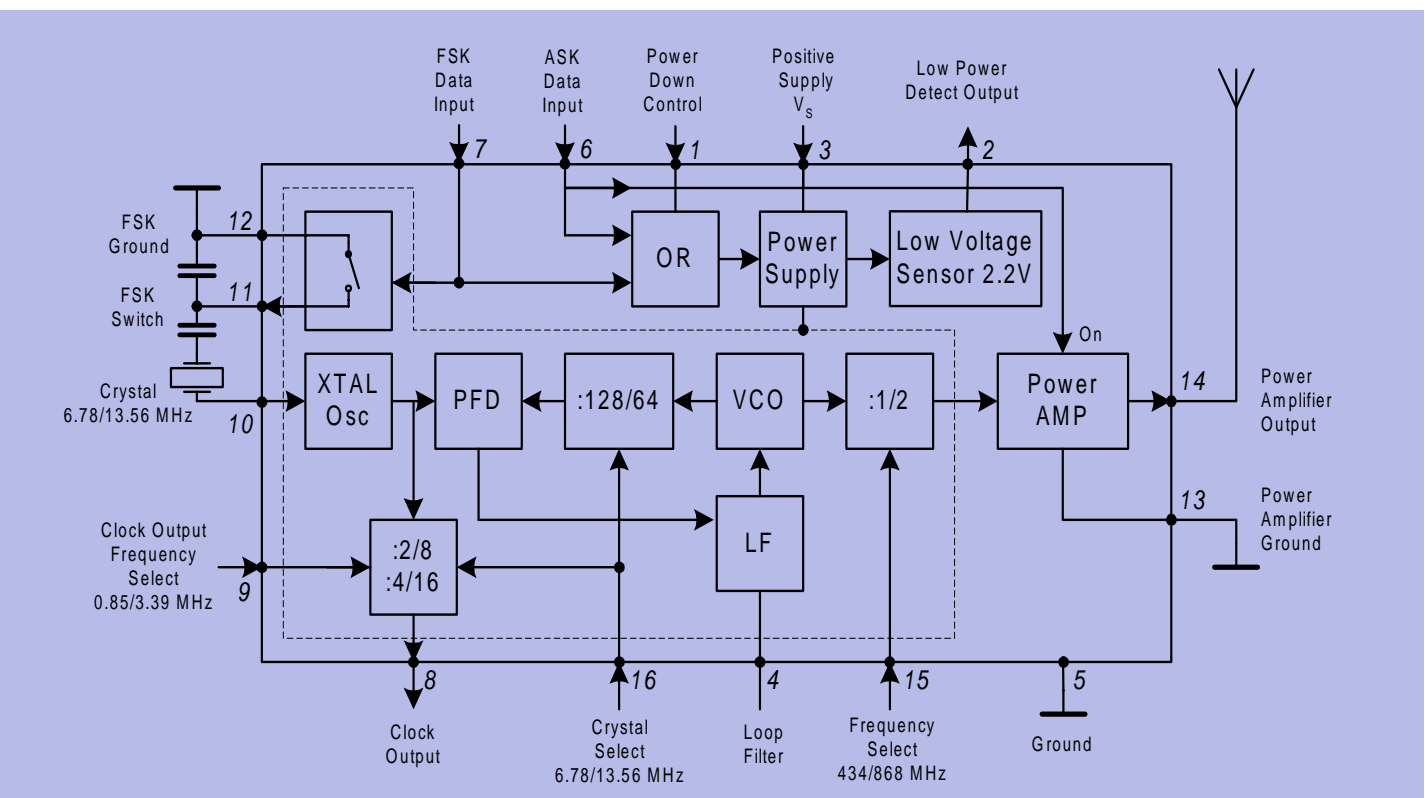 FSK
Data
Input
ASK
Data
Input
Power
Down
Control
Positive
Supply
VS
Low Power
Detect Output
7
6
1
3
2
FSK
Ground
12
FSK
Switch
11
OR
Power
Supply
Low Voltage
Sensor 2.2V
On
Crystal
6.78/13.56 MHz
10
XTAL
Osc
PFD
:128/64
VCO
:1/2
Power
AMP
14
Power
Amplifier
Output
13
Power
Amplifier
Ground
Clock Output
Frequency
Select
0.85/3.39 MHz
9
:2/8
:4/16
LF
8
16
4
15
5
Clock
Output
Crystal
Select
6.78/13.56 MHz
Loop
Filter
Frequency
Select
434/868 MHz
Ground